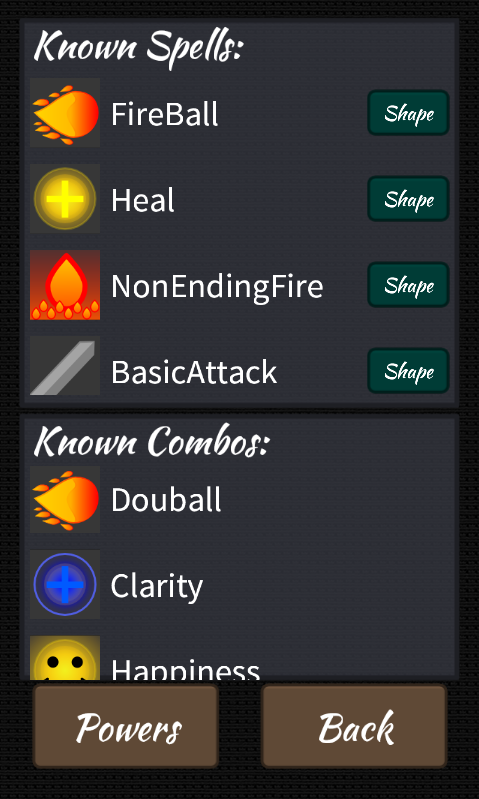 Known Spells:
FireBall
Shape
Heal
Shape
NonEndingFire
Shape
BasicAttack
Shape
Known Combos:
Douball
Clarity
Happiness
Powers
Back